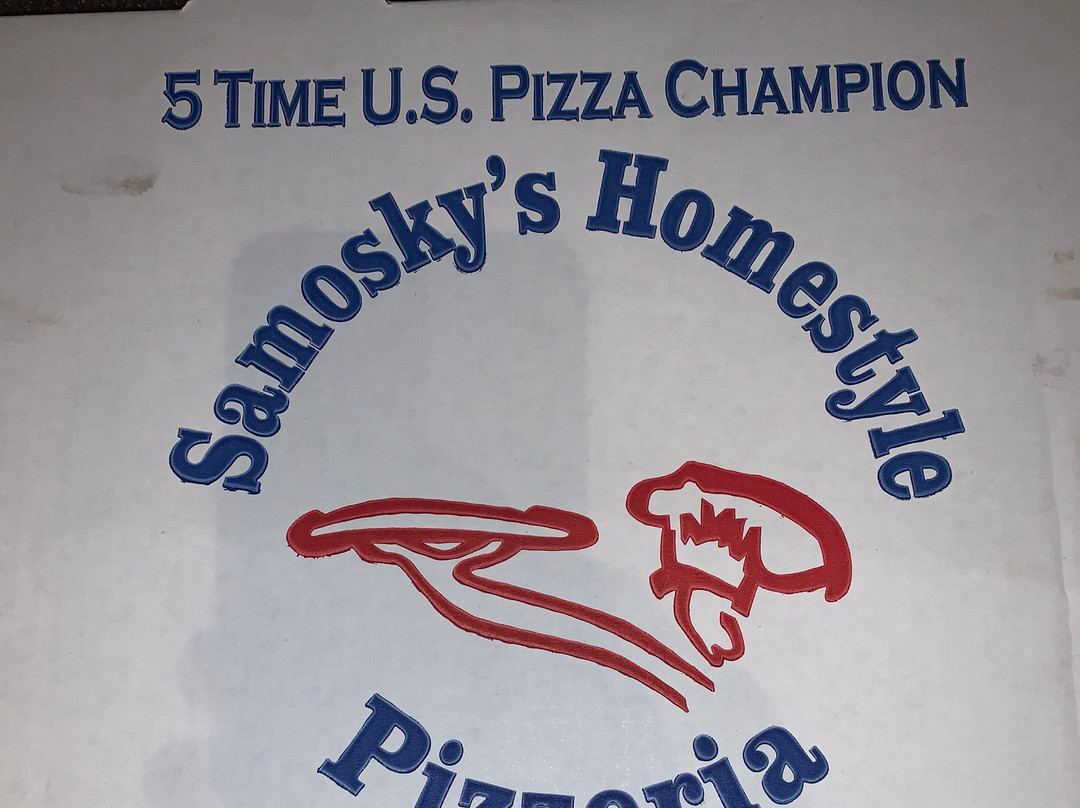 5 TIME U.S. PIZZA CHAMPION
Samosky's Homestyle
Pizzeria